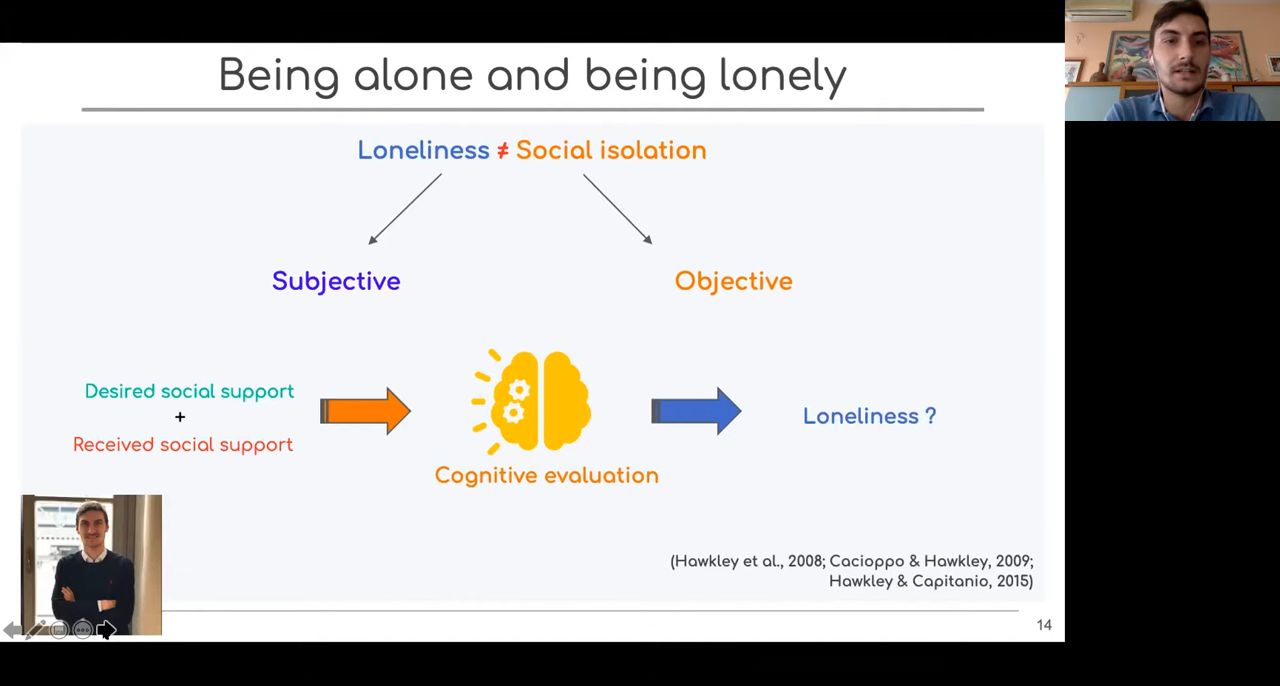 Being alone and being lonely
Loneliness ≠ Social isolation
Subjective
Objective
Desired social support
+
Received social support
Cognitive evaluation
Loneliness ?
(Hawkley et al., 2008; Cacioppo & Hawkley, 2009;
Hawkley & Capitanio, 2015)
14